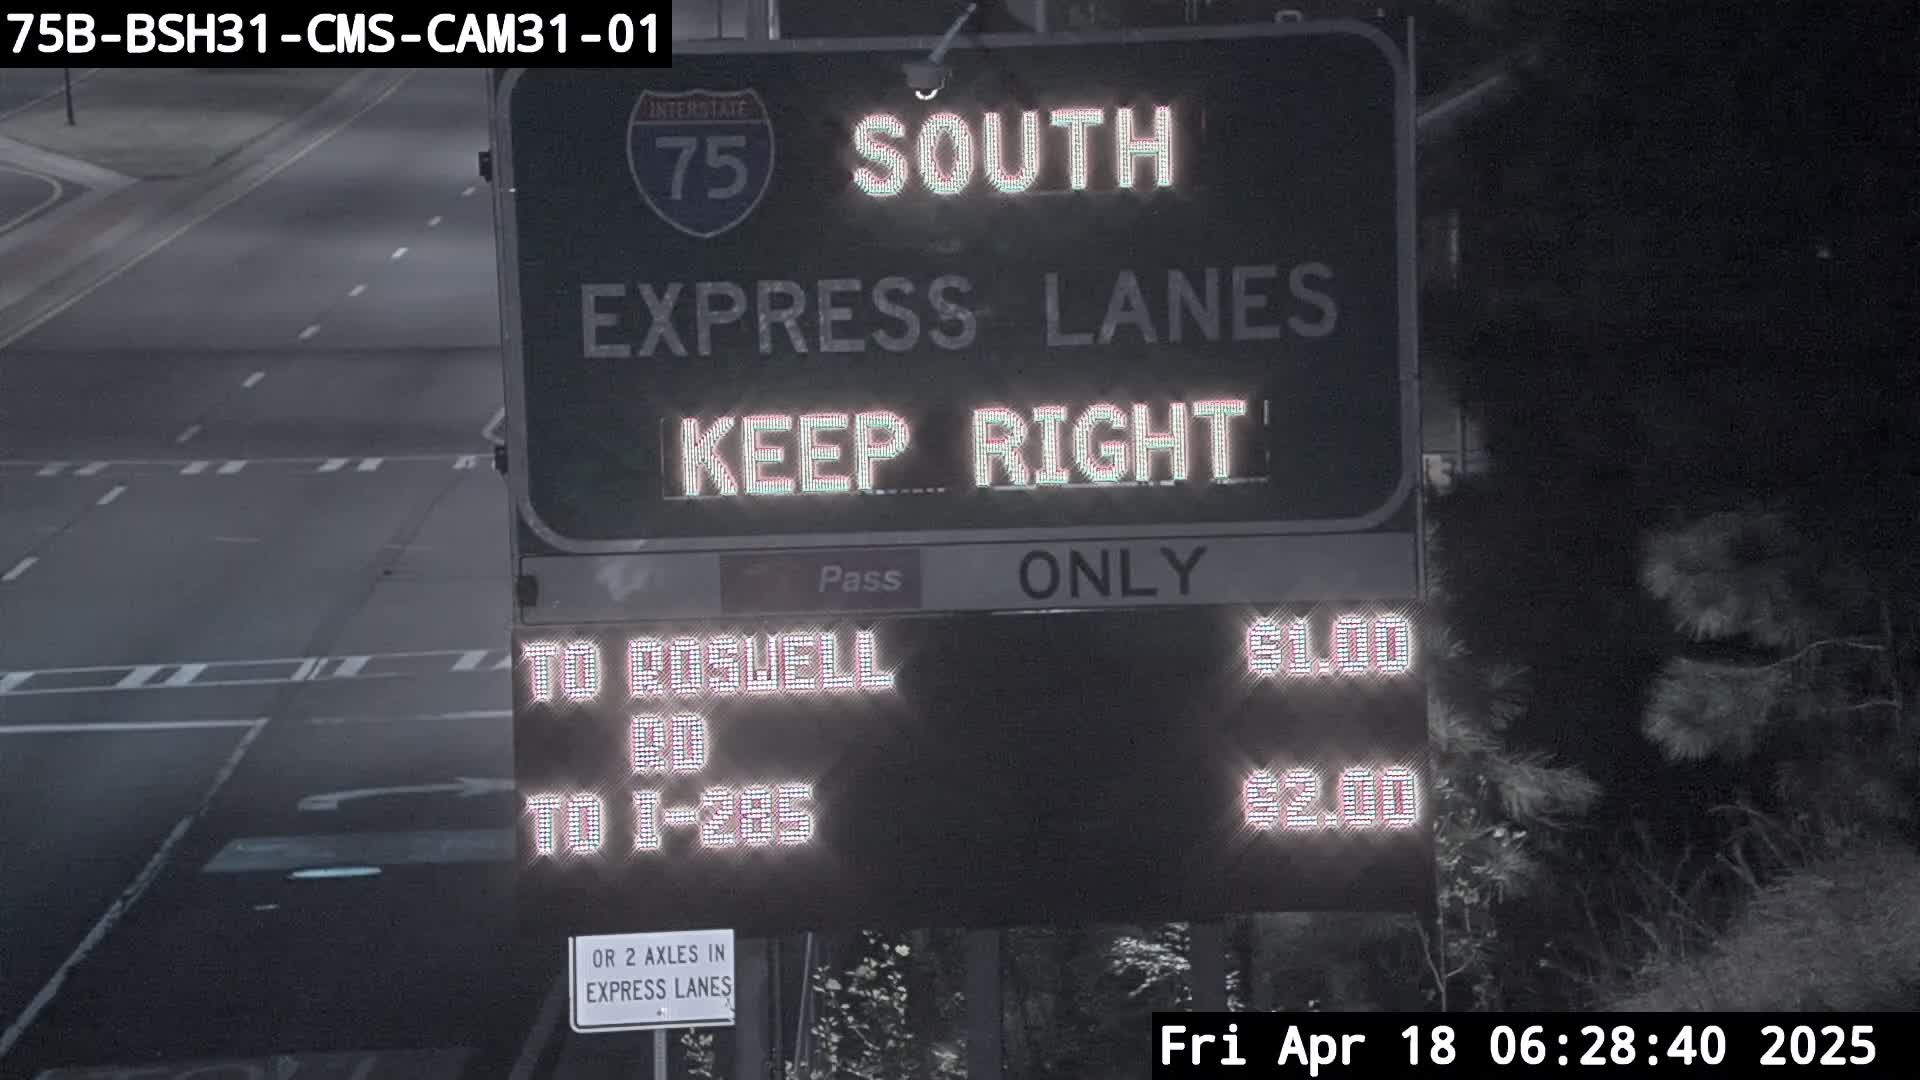 75B-BSH31-CMS-CAM31-01
INTERSTATE
75
SOUTH
EXPRESS LANES
KEEP RIGHT
Pass ONLY
TO ROSWELL $1.00
RD
TO I-285 $2.00
OR 2 AXLES IN
EXPRESS LANES
Fri Apr 18 06:28:40 2025